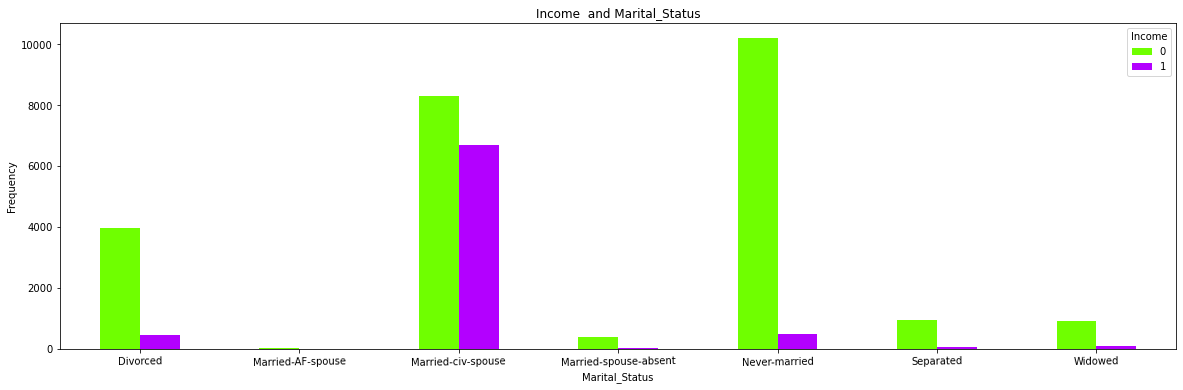 Income  and Marital_Status
Income
0
1
Frequency
10000
8000
6000
4000
2000
0
Divorced
Married-AF-spouse
Married-civ-spouse
Married-spouse-absent
Never-married
Separated
Widowed
Marital_Status